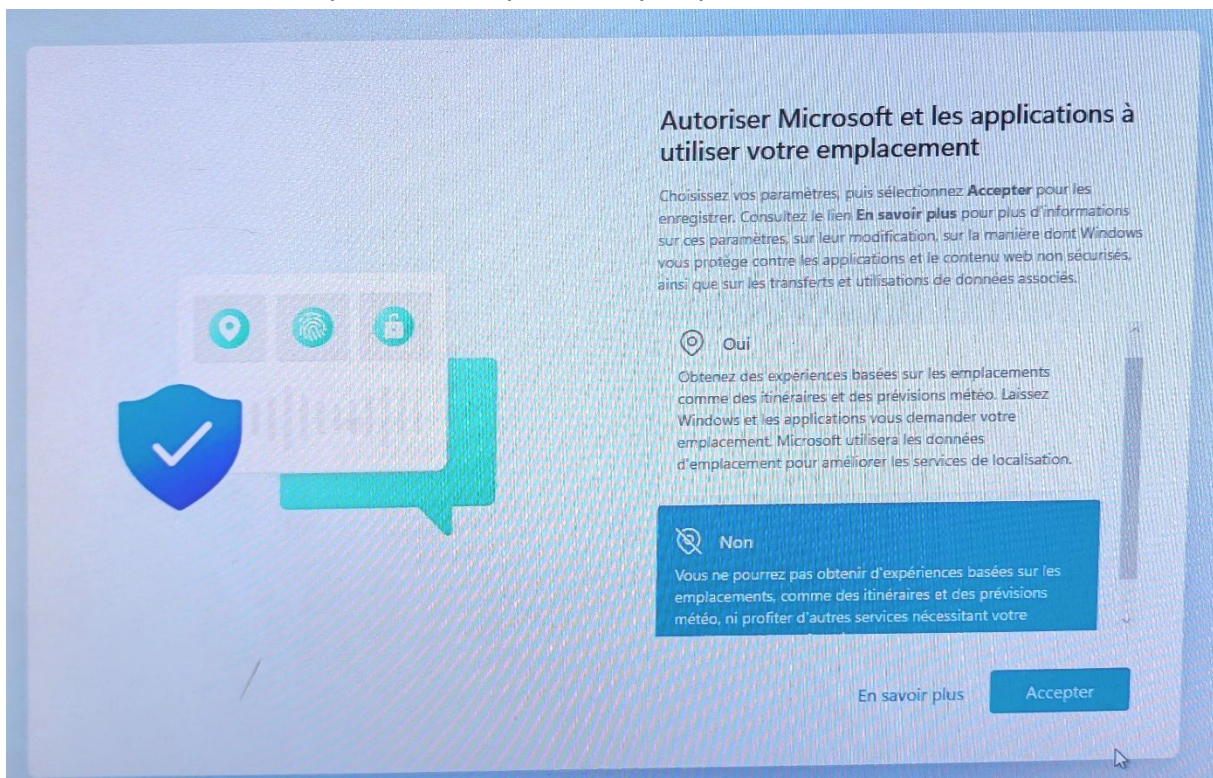 Autoriser Microsoft et les applications à
utiliser votre emplacement
Choisissez vos paramètres, puis sélectionnez Accepter pour les
enregistrer. Consultez le lien En savoir plus pour plus d'informations
sur ces paramètres, sur leur modification, sur la manière dont Windows
vous protège contre les applications et le contenu web non sécurisés,
ainsi que sur les transferts et utilisations de données associés.
Oui
Obtenez des expériences basées sur les emplacements
comme des itinéraires et des prévisions météo. Laissez
Windows et les applications vous demander votre
emplacement. Microsoft utilisera les données
d'emplacement pour améliorer les services de localisation.
Non
Vous ne pourrez pas obtenir d'expériences basées sur les
emplacements, comme des itinéraires et des prévisions
météo, ni profiter d'autres services nécessitant votre
En savoir plus
Accepter